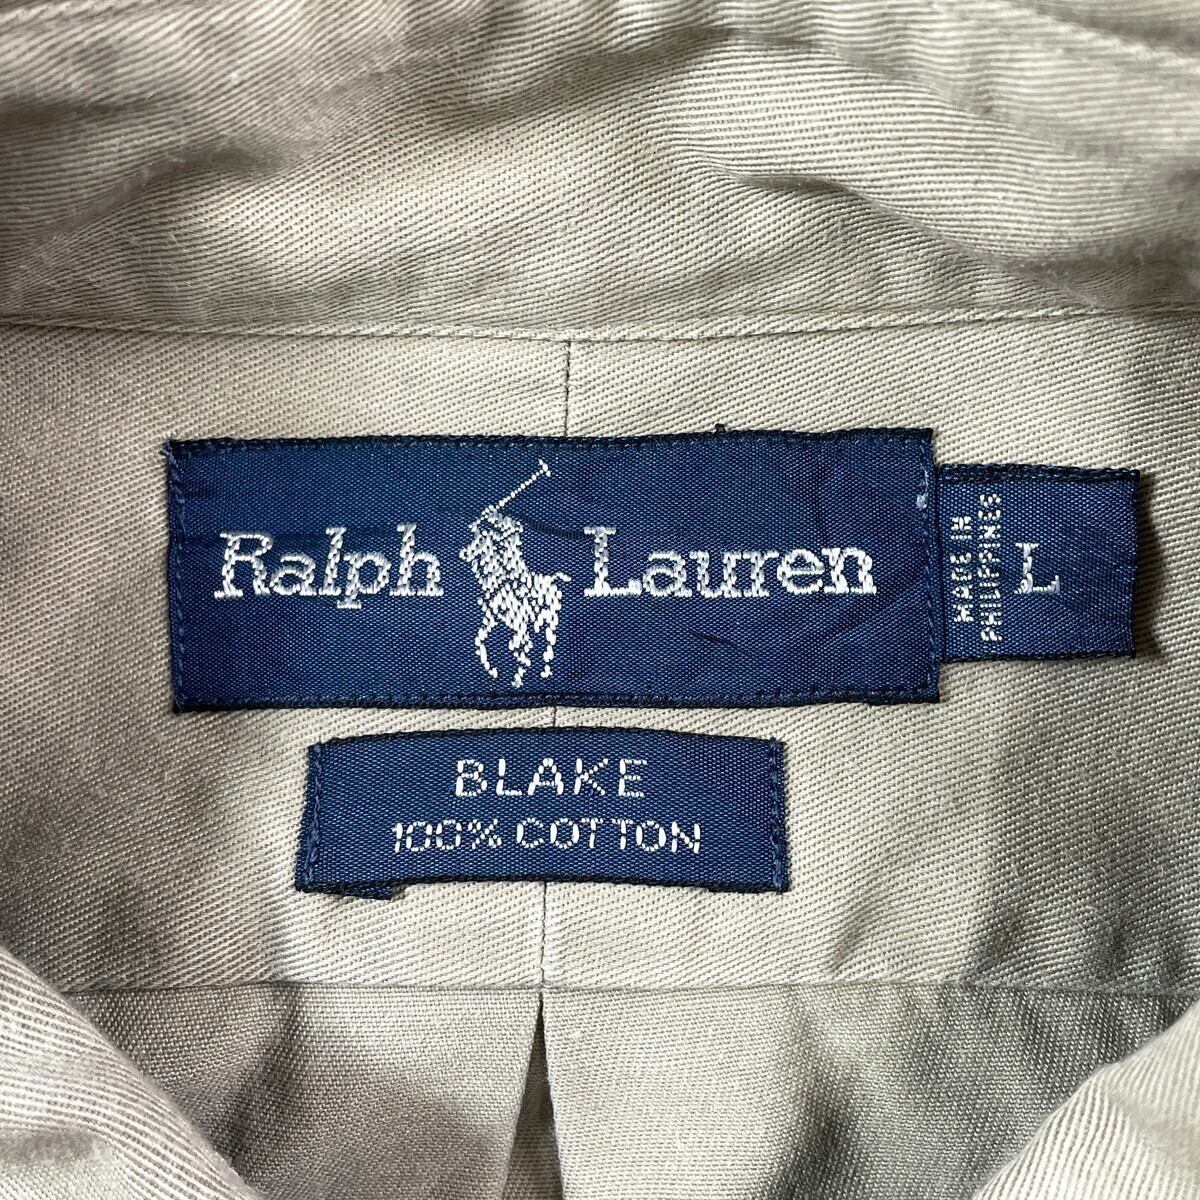 Ralph Lauren
MADE IN
PHILIPPINES
L
BLAKE
100% COTTON